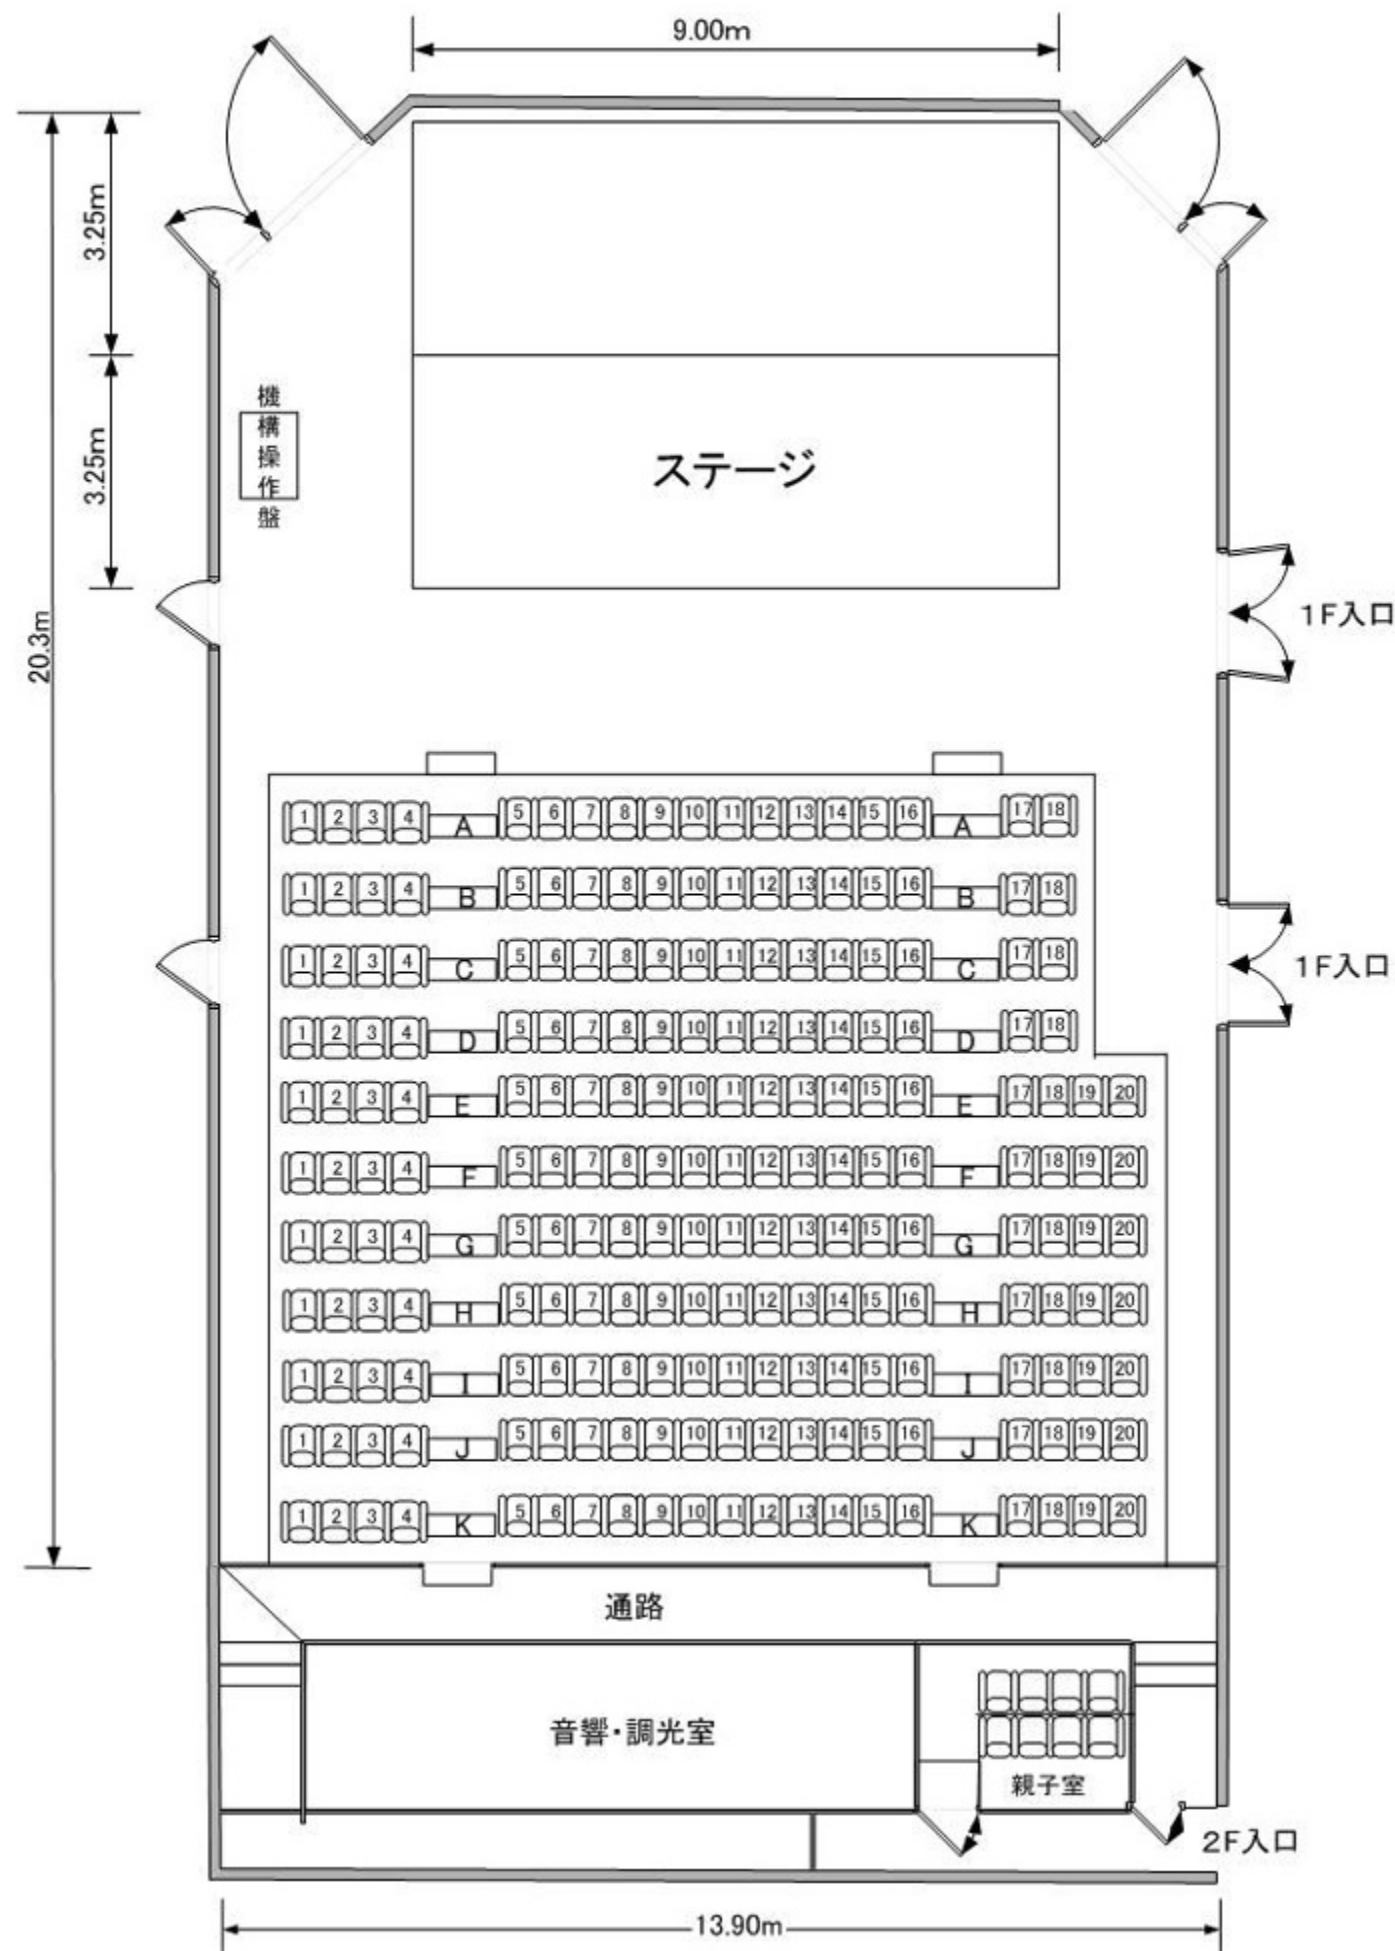 9.00m
3.25m
3.25m
20.3m
機構操作盤
ステージ
1F入口
1F入口
1 2 3 4 A 5 6 7 8 9 10 11 12 13 14 15 16 A 17 18
1 2 3 4 B 5 6 7 8 9 10 11 12 13 14 15 16 B 17 18
1 2 3 4 C 5 6 7 8 9 10 11 12 13 14 15 16 C 17 18
1 2 3 4 D 5 6 7 8 9 10 11 12 13 14 15 16 D 17 18
1 2 3 4 E 5 6 7 8 9 10 11 12 13 14 15 16 E 17 18 19 20
1 2 3 4 F 5 6 7 8 9 10 11 12 13 14 15 16 F 17 18 19 20
1 2 3 4 G 5 6 7 8 9 10 11 12 13 14 15 16 G 17 18 19 20
1 2 3 4 H 5 6 7 8 9 10 11 12 13 14 15 16 H 17 18 19 20
1 2 3 4 I 5 6 7 8 9 10 11 12 13 14 15 16 I 17 18 19 20
1 2 3 4 J 5 6 7 8 9 10 11 12 13 14 15 16 J 17 18 19 20
1 2 3 4 K 5 6 7 8 9 10 11 12 13 14 15 16 K 17 18 19 20
通路
音響・調光室
親子室
2F入口
13.90m